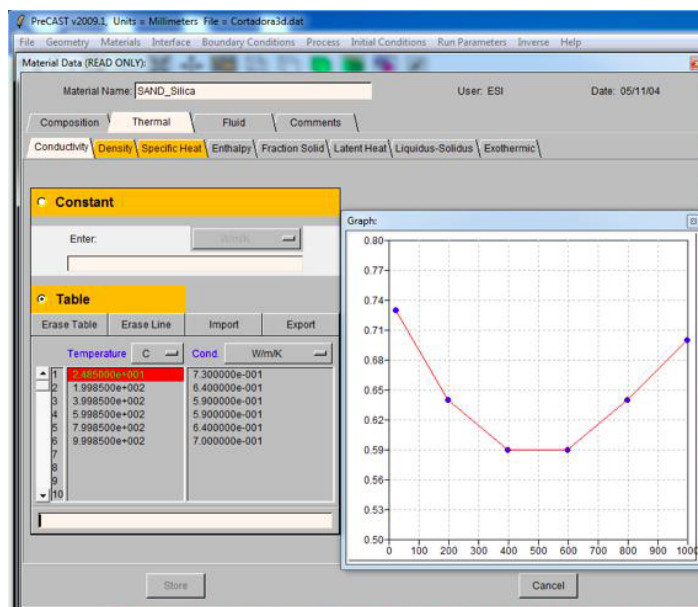 PreCAST v2009.1, Units = Millimeters File = Cortadora3d.dat
File Geometry Materials Interface Boundary Conditions Process Initial Conditions Run Parameters Inverse Help
Material Data (READ ONLY):
Material Name: SAND_Silica User: ESI Date: 05/11/04
Composition Thermal Fluid Comments
Conductivity Density Specific Heat Enthalpy Fraction Solid Latent Heat Liquidus-Solidus Exothermic
Constant
Enter: W/m/K
Table
Erase Table Erase Line Import Export
Temperature C Cond. W/m/K
1 2.485000e+001 7.300000e-001
2 1.998500e+002 6.400000e-001
3 3.998500e+002 5.900000e-001
4 5.998500e+002 5.900000e-001
5 7.998500e+002 6.400000e-001
6 9.998500e+002 7.000000e-001
7
8
9
10
Graph:
0.80
0.77
0.74
0.71
0.68
0.65
0.62
0.59
0.56
0.53
0.50
0 100 200 300 400 500 600 700 800 900 1000
Store Cancel